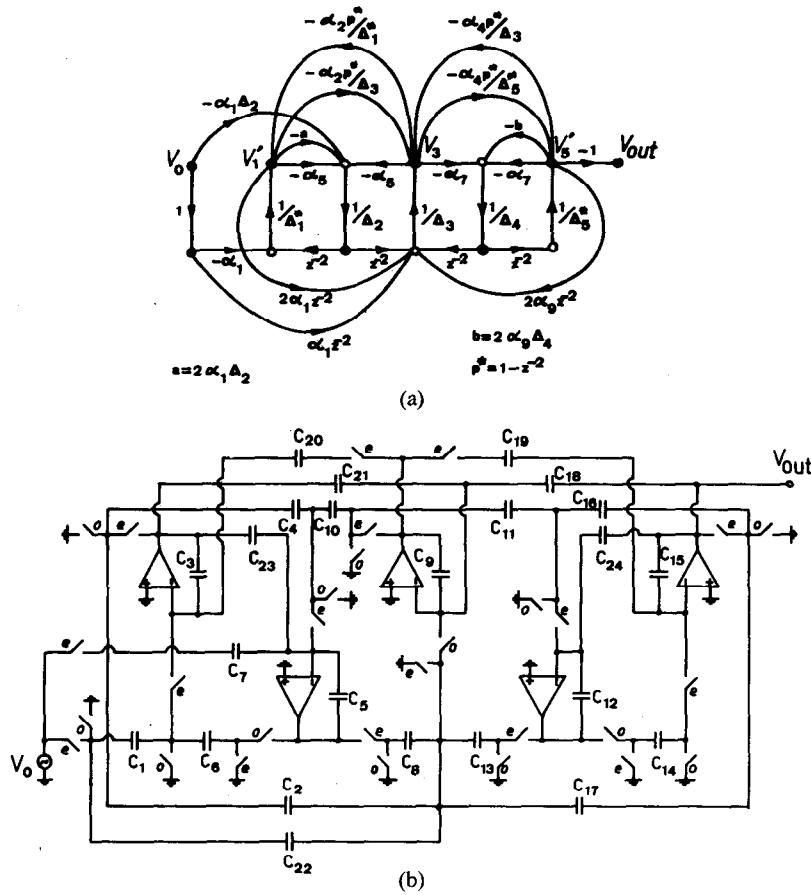 -α₂p*/Δ₁*
-α₄p*/Δ₃
-α₂p*/Δ₃
-α₄p*/Δ₅*
-α₁Δ₂
V₀ V₁' -a V₃ -b V₅' -1 Vout
-α₅ -α₅ -α₇ -α₇
1 1/Δ₁* 1/Δ₂ 1/Δ₃ 1/Δ₄ 1/Δ₅*
-α₁ z⁻² z⁻² z⁻² z⁻²
2α₁z⁻² 2α₉z⁻²
α₁z⁻²
a=2α₁Δ₂
b=2α₉Δ₄
p*=1-z⁻²
(a)
C20 e e C19
C21 C18 Vout
C4 C10 C11 C16
o e C23 e C24 e o
C3 o C9 C15
o o
e e
e C7 o
e
C5 C12
e e e
o
e C1 C6 o e C8 C13 e o C14
V₀ o e o o e o
C2 C17
C22
(b)